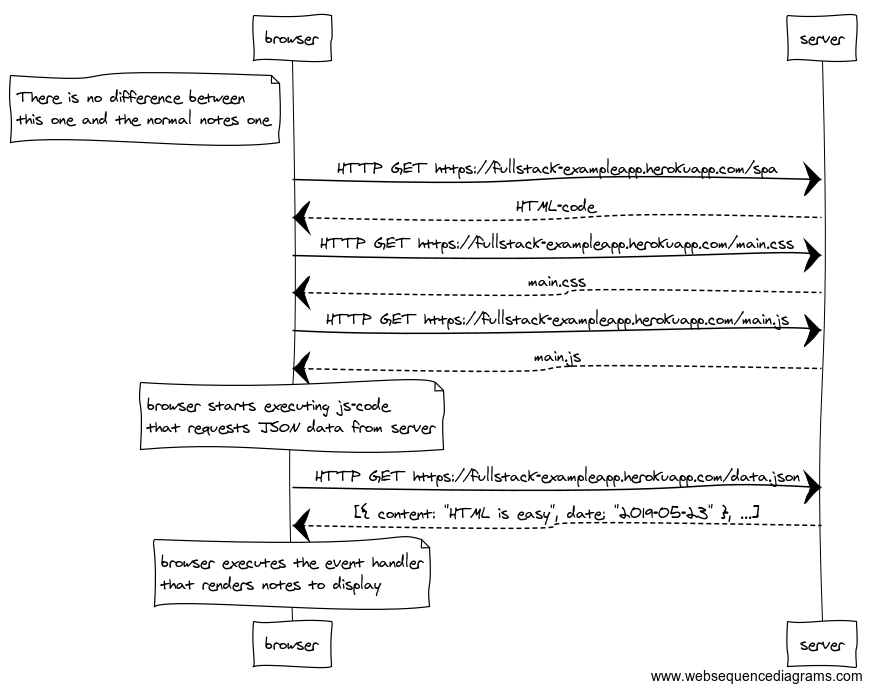 browser
server
There is no difference between
this one and the normal notes one
HTTP GET https://fullstack-exampleapp.herokuapp.com/spa
HTML-code
HTTP GET https://fullstack-exampleapp.herokuapp.com/main.css
main.css
HTTP GET https://fullstack-exampleapp.herokuapp.com/main.js
main.js
browser starts executing js-code
that requests JSON data from server
HTTP GET https://fullstack-exampleapp.herokuapp.com/data.json
[{ content: "HTML is easy", date: "2019-05-23" }, ...]
browser executes the event handler
that renders notes to display
browser
server
www.websequencediagrams.com